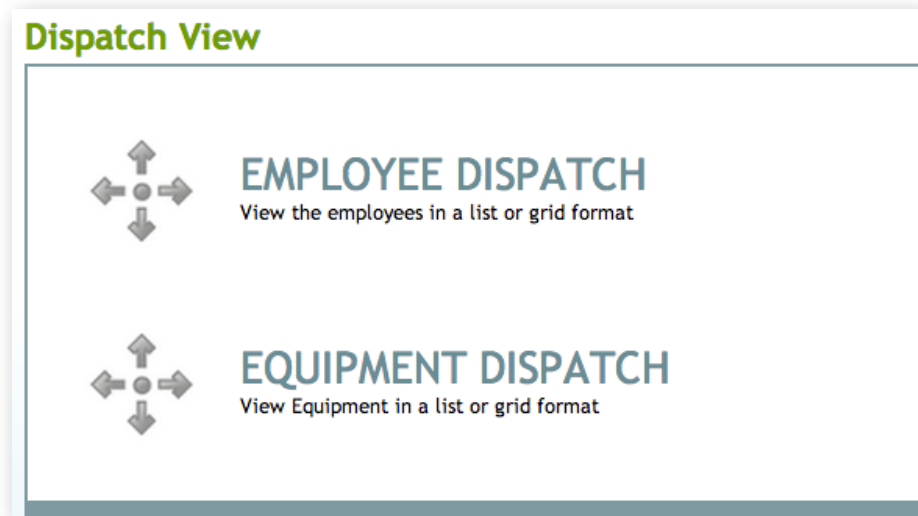 Dispatch View
EMPLOYEE DISPATCH
View the employees in a list or grid format
EQUIPMENT DISPATCH
View Equipment in a list or grid format